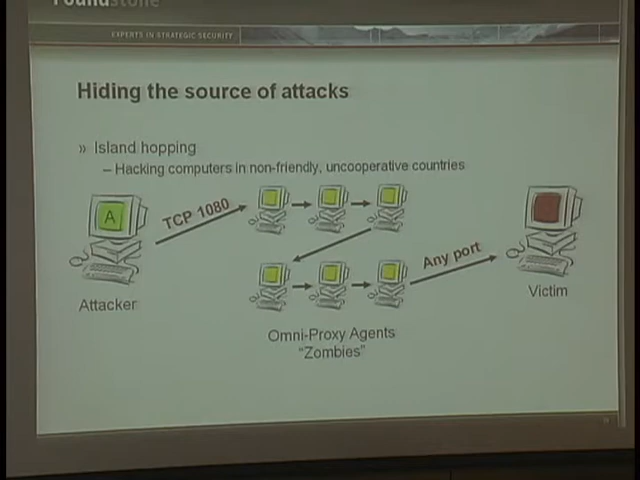 Foundstone
EXPERTS IN STRATEGIC SECURITY
Hiding the source of attacks
» Island hopping
– Hacking computers in non-friendly, uncooperative countries
A
TCP 1080
Any port
Attacker
Victim
Omni-Proxy Agents
"Zombies"